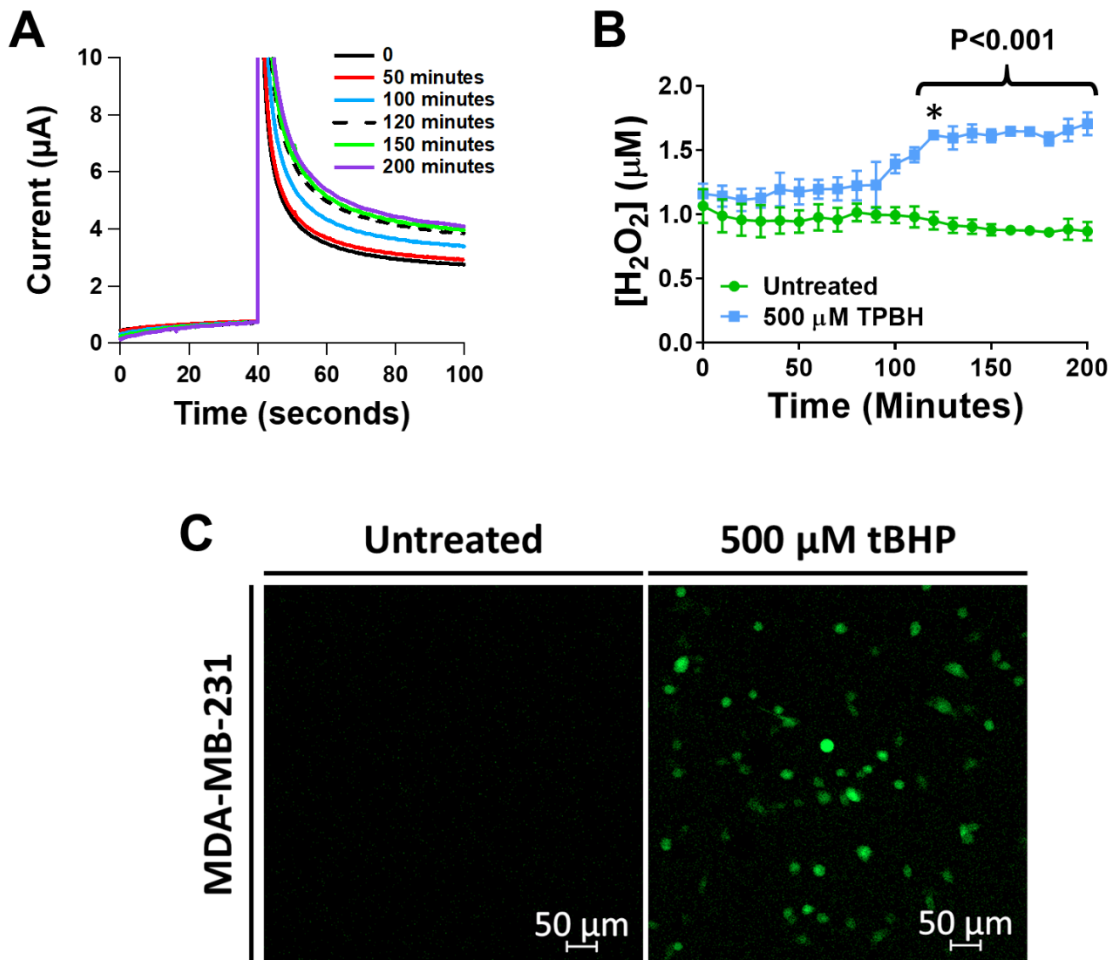 A
Current (µA)
10
8
6
4
2
0
0
50 minutes
100 minutes
120 minutes
150 minutes
200 minutes
0 20 40 60 80 100
Time (seconds)
B
P<0.001
*
[H₂O₂] (µM)
2.0
1.5
1.0
0.5
0.0
Untreated
500 µM TPBH
0 50 100 150 200
Time (Minutes)
C
Untreated
500 µM tBHP
MDA-MB-231
50 µm
50 µm